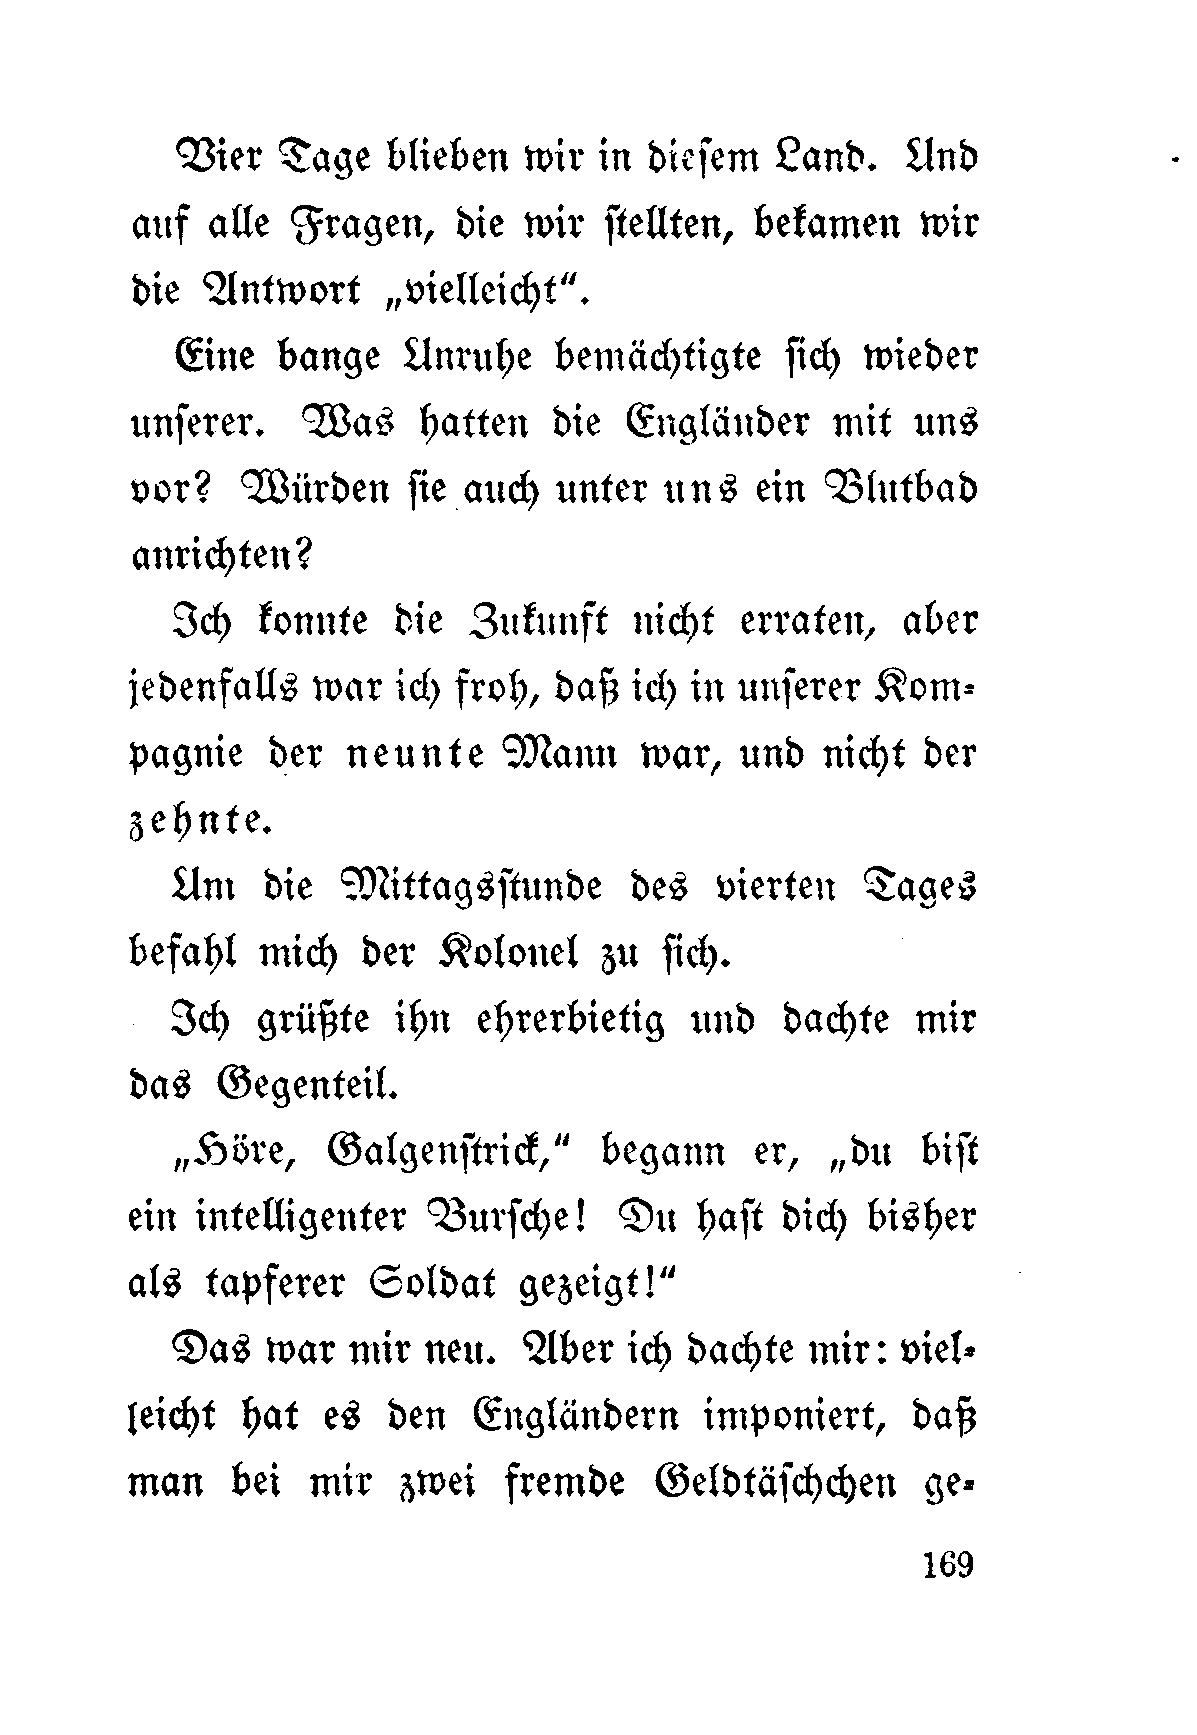 Vier Tage blieben wir in diesem Land. Und
auf alle Fragen, die wir stellten, bekamen wir
die Antwort „vielleicht“.
Eine bange Unruhe bemächtigte sich wieder
unserer. Was hatten die Engländer mit uns
vor? Würden sie auch unter uns ein Blutbad
anrichten?
Ich konnte die Zukunft nicht erraten, aber
jedenfalls war ich froh, daß ich in unserer Kom-
pagnie der neunte Mann war, und nicht der
zehnte.
Um die Mittagsstunde des vierten Tages
befahl mich der Kolonel zu sich.
Ich grüßte ihn ehrerbietig und dachte mir
das Gegenteil.
„Höre, Galgenstrick,“ begann er, „du bist
ein intelligenter Bursche! Du hast dich bisher
als tapferer Soldat gezeigt!“
Das war mir neu. Aber ich dachte mir: viel-
leicht hat es den Engländern imponiert, daß
man bei mir zwei fremde Geldtäschchen ge-
169